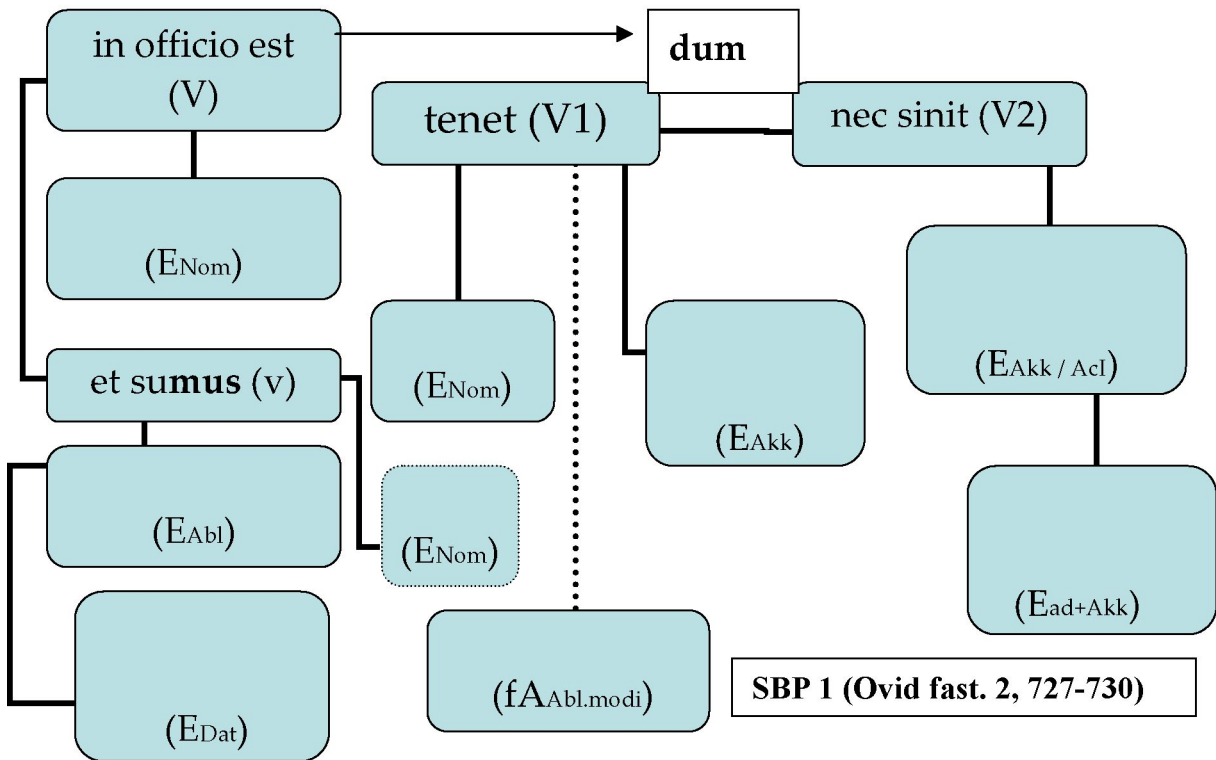 in officio est
(V)
dum
tenet (V1)
nec sinit (V2)
(ENom)
et sumus (v)
(ENom)
(EAkk)
(EAkk / AcI)
(EAbl)
(ENom)
(Ead+Akk)
(EDat)
(fAAbl.modi)
SBP 1 (Ovid fast. 2, 727-730)